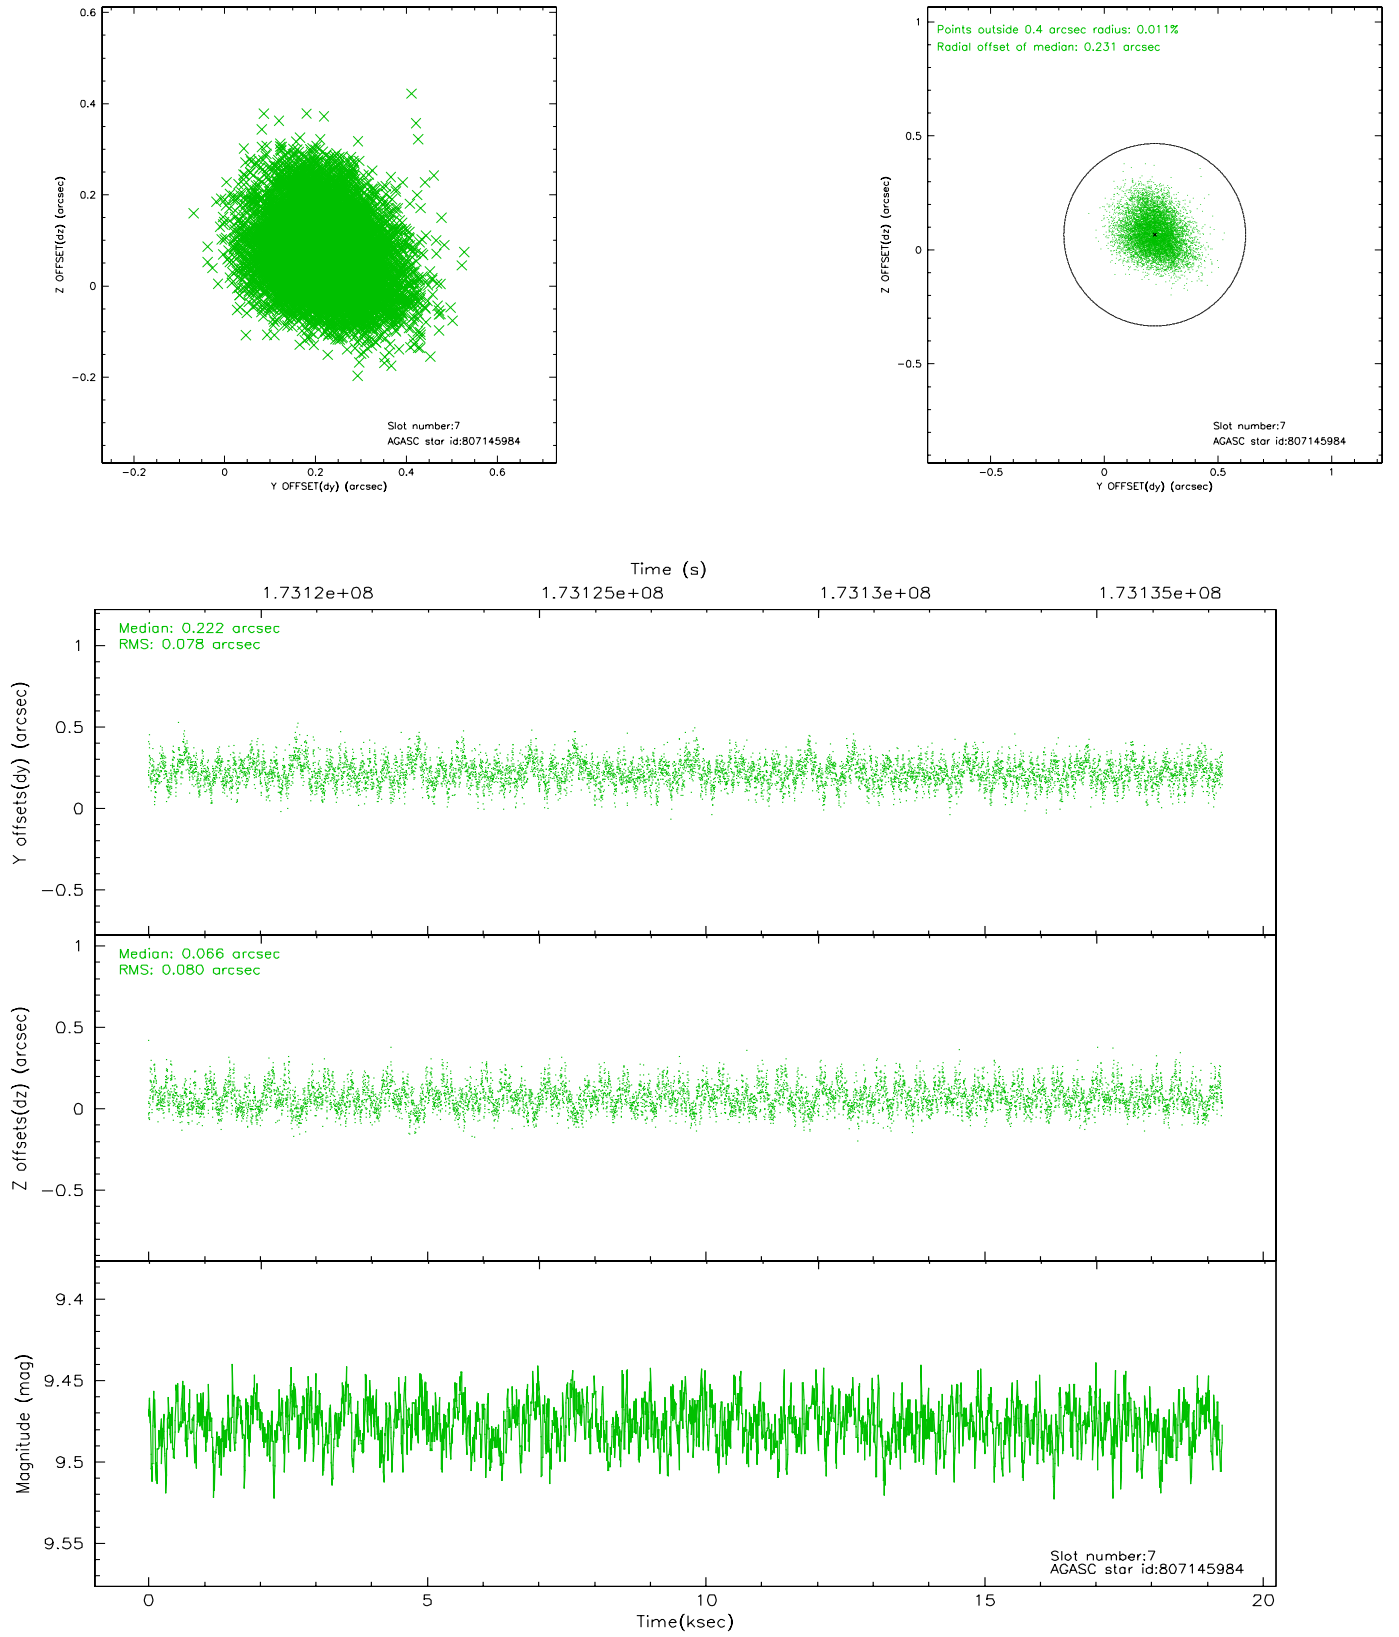 0.6
0.4
0.2
0
−0.2
Z OFFSET(dz) (arcsec)
Slot number:7
AGASC star id:807145984
−0.2 0 0.2 0.4 0.6
Y OFFSET(dy) (arcsec)
Points outside 0.4 arcsec radius: 0.011%
Radial offset of median: 0.231 arcsec
1
0.5
0
−0.5
Z OFFSET(dz) (arcsec)
Slot number:7
AGASC star id:807145984
−0.5 0 0.5 1
Y OFFSET(dy) (arcsec)
Time (s)
1.7312e+08 1.73125e+08 1.7313e+08 1.73135e+08
Median: 0.222 arcsec
RMS: 0.078 arcsec
1
0.5
0
−0.5
Y offsets(dy) (arcsec)
Median: 0.066 arcsec
RMS: 0.080 arcsec
1
0.5
0
−0.5
Z offsets(dz) (arcsec)
9.4
9.45
9.5
9.55
Magnitude (mag)
Slot number:7
AGASC star id:807145984
0 5 10 15 20
Time(ksec)